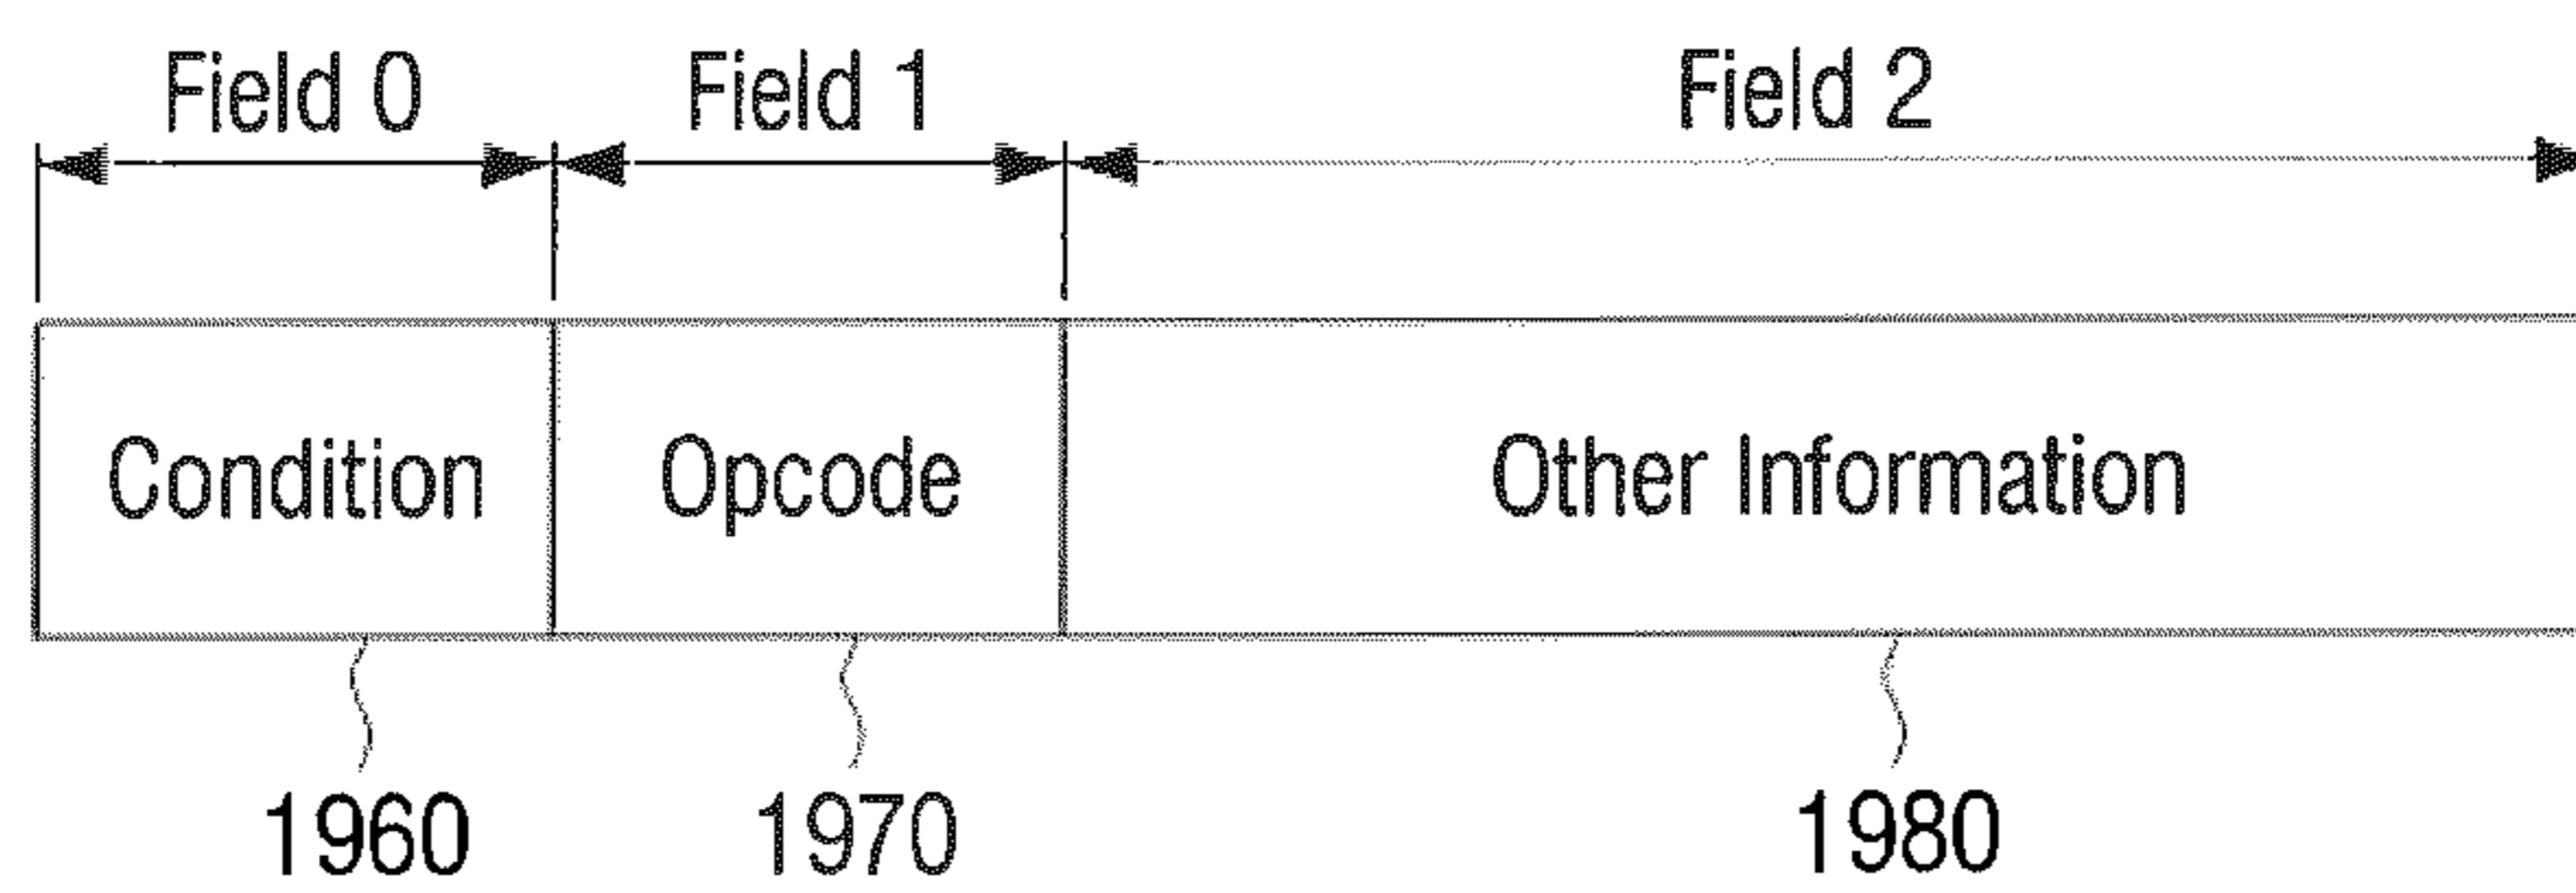 Field 0 Field 1 Field 2
Condition Opcode Other Information
1960 1970 1980